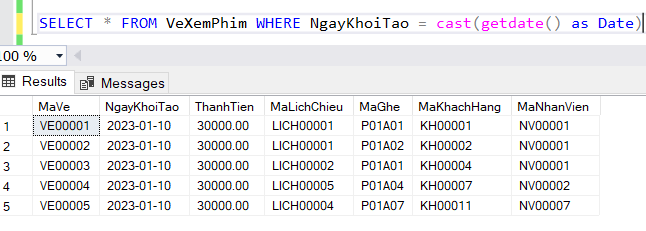 SELECT * FROM VeXemPhim WHERE NgayKhoiTao = cast(getdate() as Date)
100 %
Results Messages
MaVe NgayKhoiTao ThanhTien MaLichChieu MaGhe MaKhachHang MaNhanVien
1 VE00001 2023-01-10 30000.00 LICH00001 P01A01 KH00001 NV00001
2 VE00002 2023-01-10 30000.00 LICH00001 P01A02 KH00002 NV00001
3 VE00003 2023-01-10 30000.00 LICH00002 P01A01 KH00004 NV00001
4 VE00004 2023-01-10 30000.00 LICH00005 P01A04 KH00007 NV00002
5 VE00005 2023-01-10 30000.00 LICH00004 P01A07 KH00011 NV00007